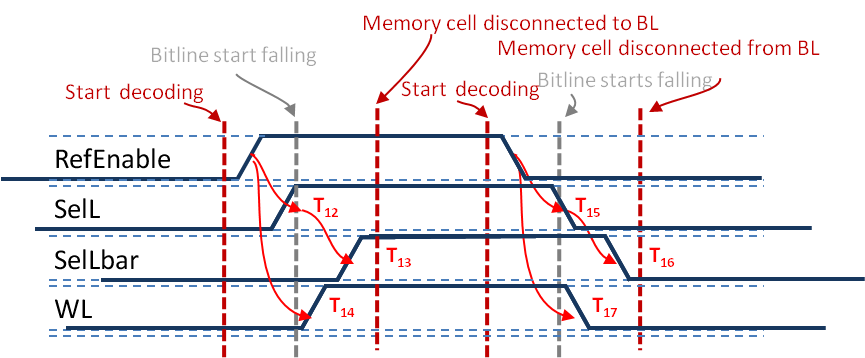 Memory cell disconnected to BL
Memory cell disconnected from BL
Bitline start falling
Bitline starts falling
Start decoding
Start decoding
RefEnable
SelL
T12
T15
SelLbar
T13
T16
WL
T14
T17